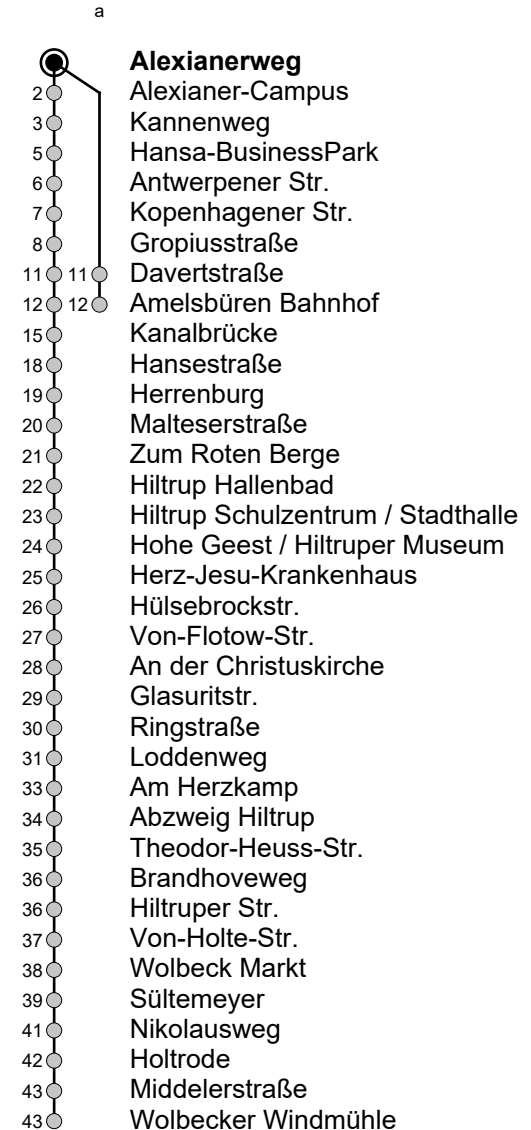 a
Alexianerweg
2 Alexianer-Campus
3 Kannenweg
5 Hansa-BusinessPark
6 Antwerpener Str.
7 Kopenhagener Str.
8 Gropiusstraße
11 11 Davertstraße
12 12 Amelsbüren Bahnhof
15 Kanalbrücke
18 Hansestraße
19 Herrenburg
20 Malteserstraße
21 Zum Roten Berge
22 Hiltrup Hallenbad
23 Hiltrup Schulzentrum / Stadthalle
24 Hohe Geest / Hiltruper Museum
25 Herz-Jesu-Krankenhaus
26 Hülsebrockstr.
27 Von-Flotow-Str.
28 An der Christuskirche
29 Glasuritstr.
30 Ringstraße
31 Loddenweg
33 Am Herzkamp
34 Abzweig Hiltrup
35 Theodor-Heuss-Str.
36 Brandhoveweg
36 Hiltruper Str.
37 Von-Holte-Str.
38 Wolbeck Markt
39 Sültemeyer
41 Nikolausweg
42 Holtrode
43 Middelerstraße
43 Wolbecker Windmühle